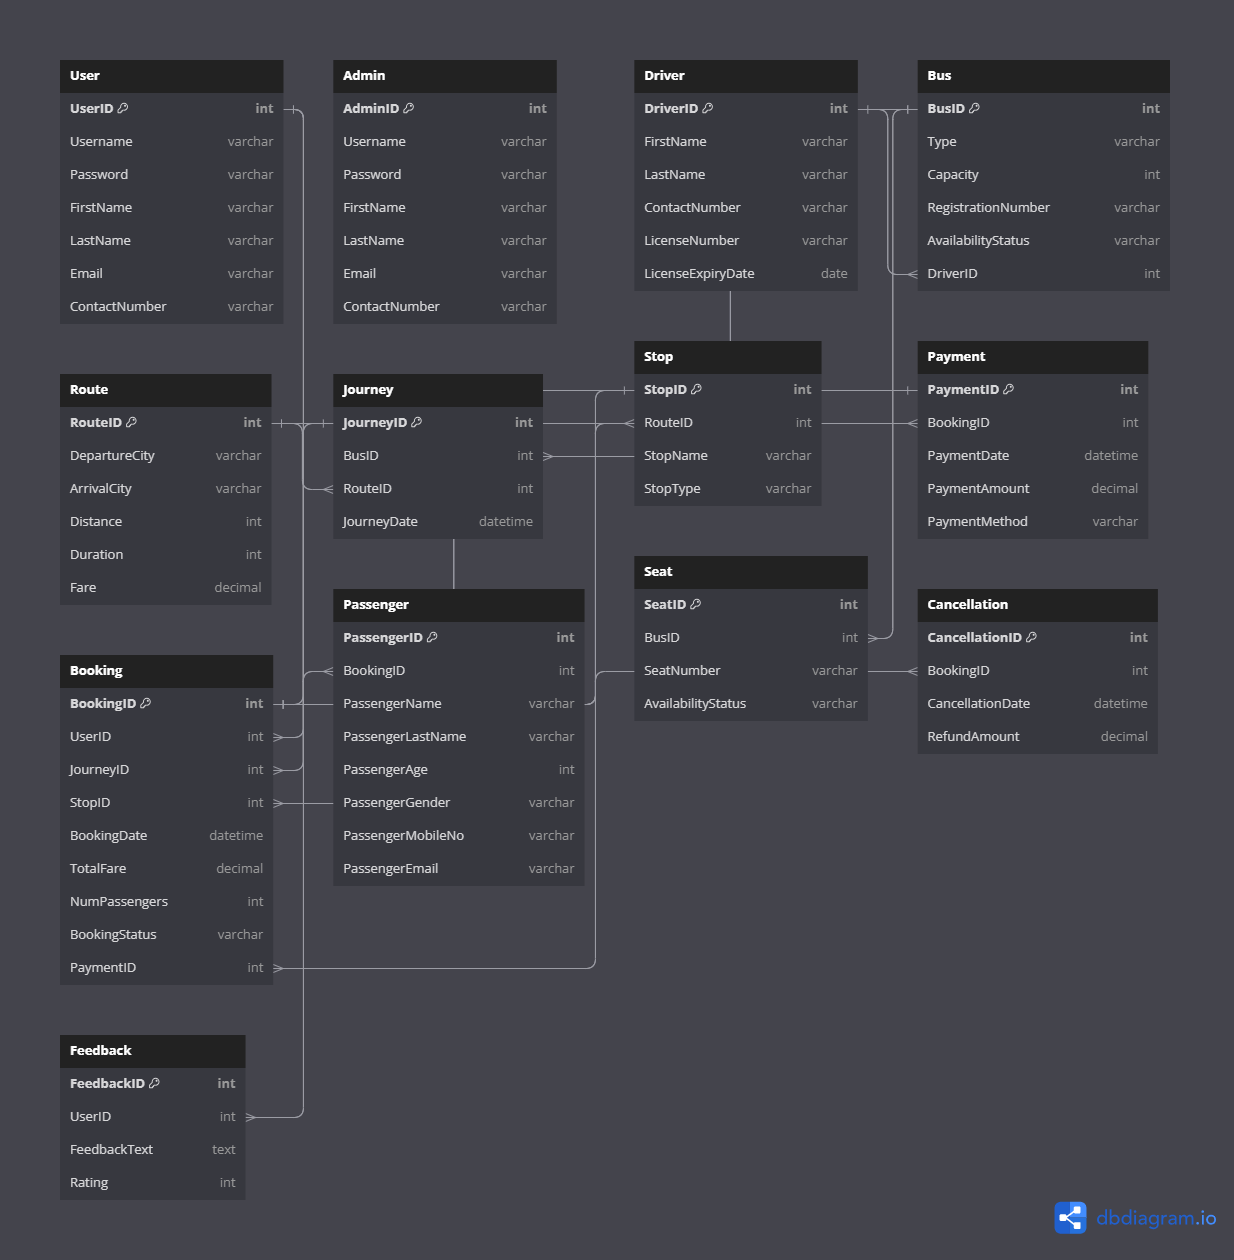 User
UserID int
Username varchar
Password varchar
FirstName varchar
LastName varchar
Email varchar
ContactNumber varchar
Admin
AdminID int
Username varchar
Password varchar
FirstName varchar
LastName varchar
Email varchar
ContactNumber varchar
Driver
DriverID int
FirstName varchar
LastName varchar
ContactNumber varchar
LicenseNumber varchar
LicenseExpiryDate date
Bus
BusID int
Type varchar
Capacity int
RegistrationNumber varchar
AvailabilityStatus varchar
DriverID int
Route
RouteID int
DepartureCity varchar
ArrivalCity varchar
Distance int
Duration int
Fare decimal
Journey
JourneyID int
BusID int
RouteID int
JourneyDate datetime
Stop
StopID int
RouteID int
StopName varchar
StopType varchar
Payment
PaymentID int
BookingID int
PaymentDate datetime
PaymentAmount decimal
PaymentMethod varchar
Booking
BookingID int
UserID int
JourneyID int
StopID int
BookingDate datetime
TotalFare decimal
NumPassengers int
BookingStatus varchar
PaymentID int
Passenger
PassengerID int
BookingID int
PassengerName varchar
PassengerLastName varchar
PassengerAge int
PassengerGender varchar
PassengerMobileNo varchar
PassengerEmail varchar
Seat
SeatID int
BusID int
SeatNumber varchar
AvailabilityStatus varchar
Cancellation
CancellationID int
BookingID int
CancellationDate datetime
RefundAmount decimal
Feedback
FeedbackID int
UserID int
FeedbackText text
Rating int
dbdiagram.io